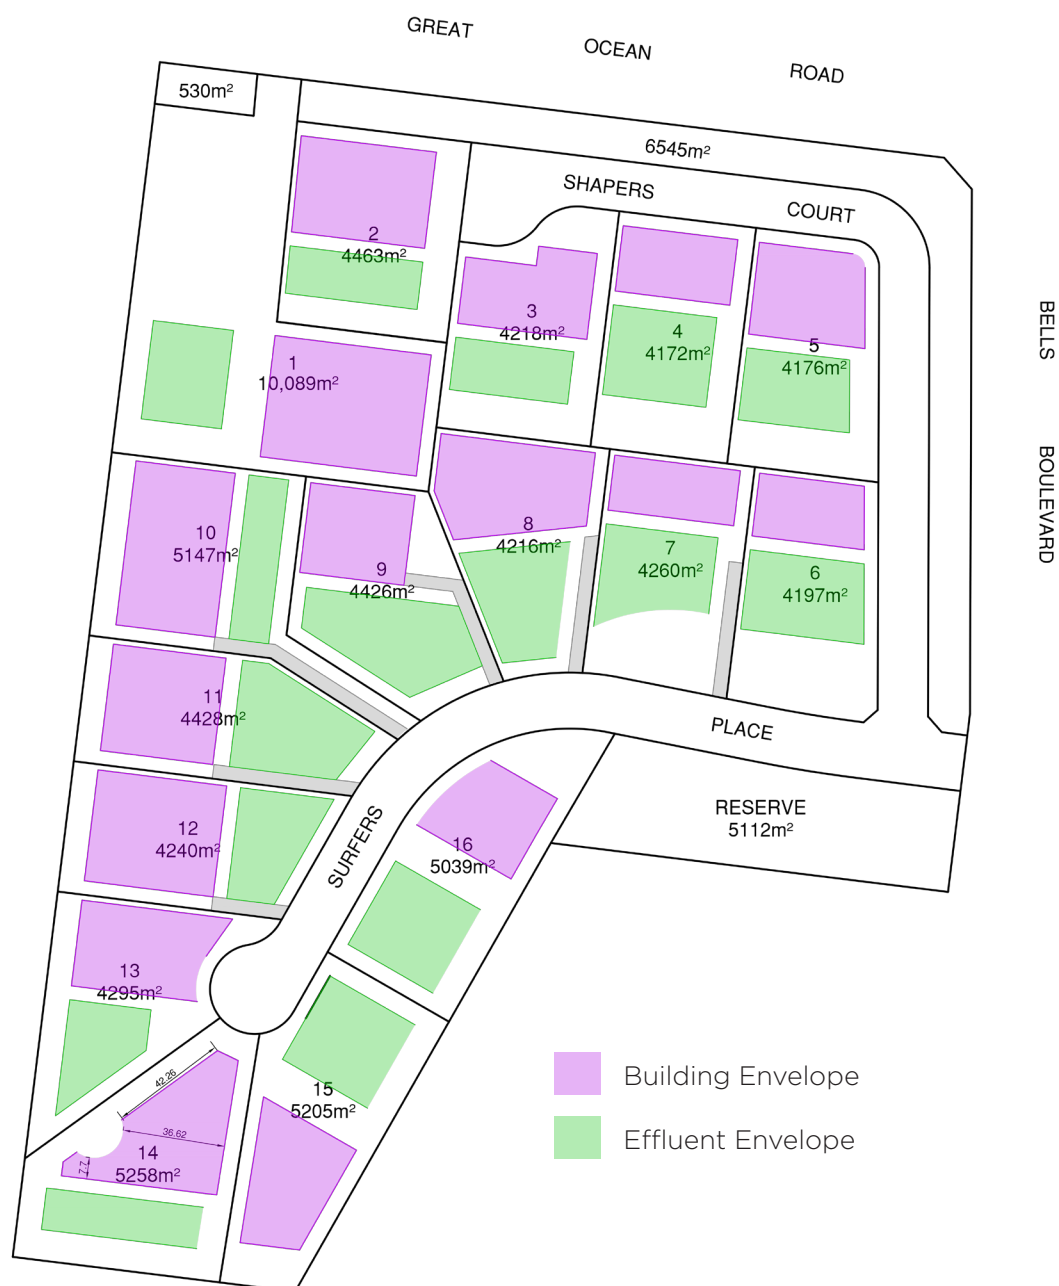 GREAT OCEAN ROAD
530m²
6545m²
SHAPERS COURT
2
4463m²
3
4218m²
4
4172m²
5
4176m²
BELLS BOULEVARD
1
10,089m²
10
5147m²
9
4426m²
8
4216m²
7
4260m²
6
4197m²
11
4428m²
PLACE
12
4240m²
SURFERS
RESERVE
5112m²
16
5039m²
13
4295m²
42.26
36.62
7.7
14
5258m²
15
5205m²
Building Envelope
Effluent Envelope